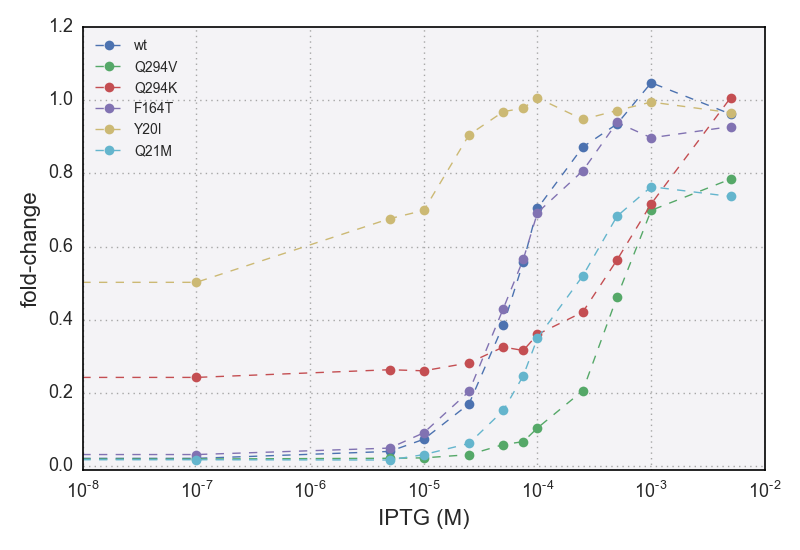 1.2
1.0
0.8
0.6
0.4
0.2
0.0
fold-change
wt
Q294V
Q294K
F164T
Y20I
Q21M
10⁻⁸ 10⁻⁷ 10⁻⁶ 10⁻⁵ 10⁻⁴ 10⁻³ 10⁻²
IPTG (M)